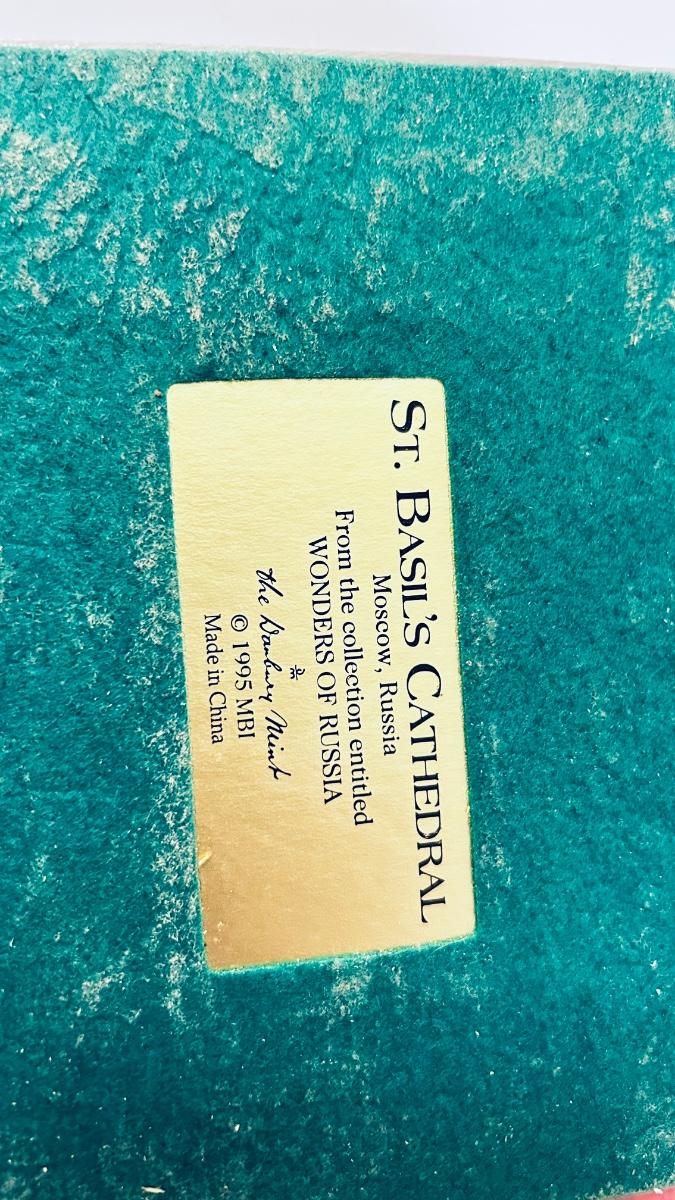 ST. BASIL'S CATHEDRAL
Moscow, Russia
From the collection entitled
WONDERS OF RUSSIA
the Danbury Mint
© 1995 MBI
Made in China